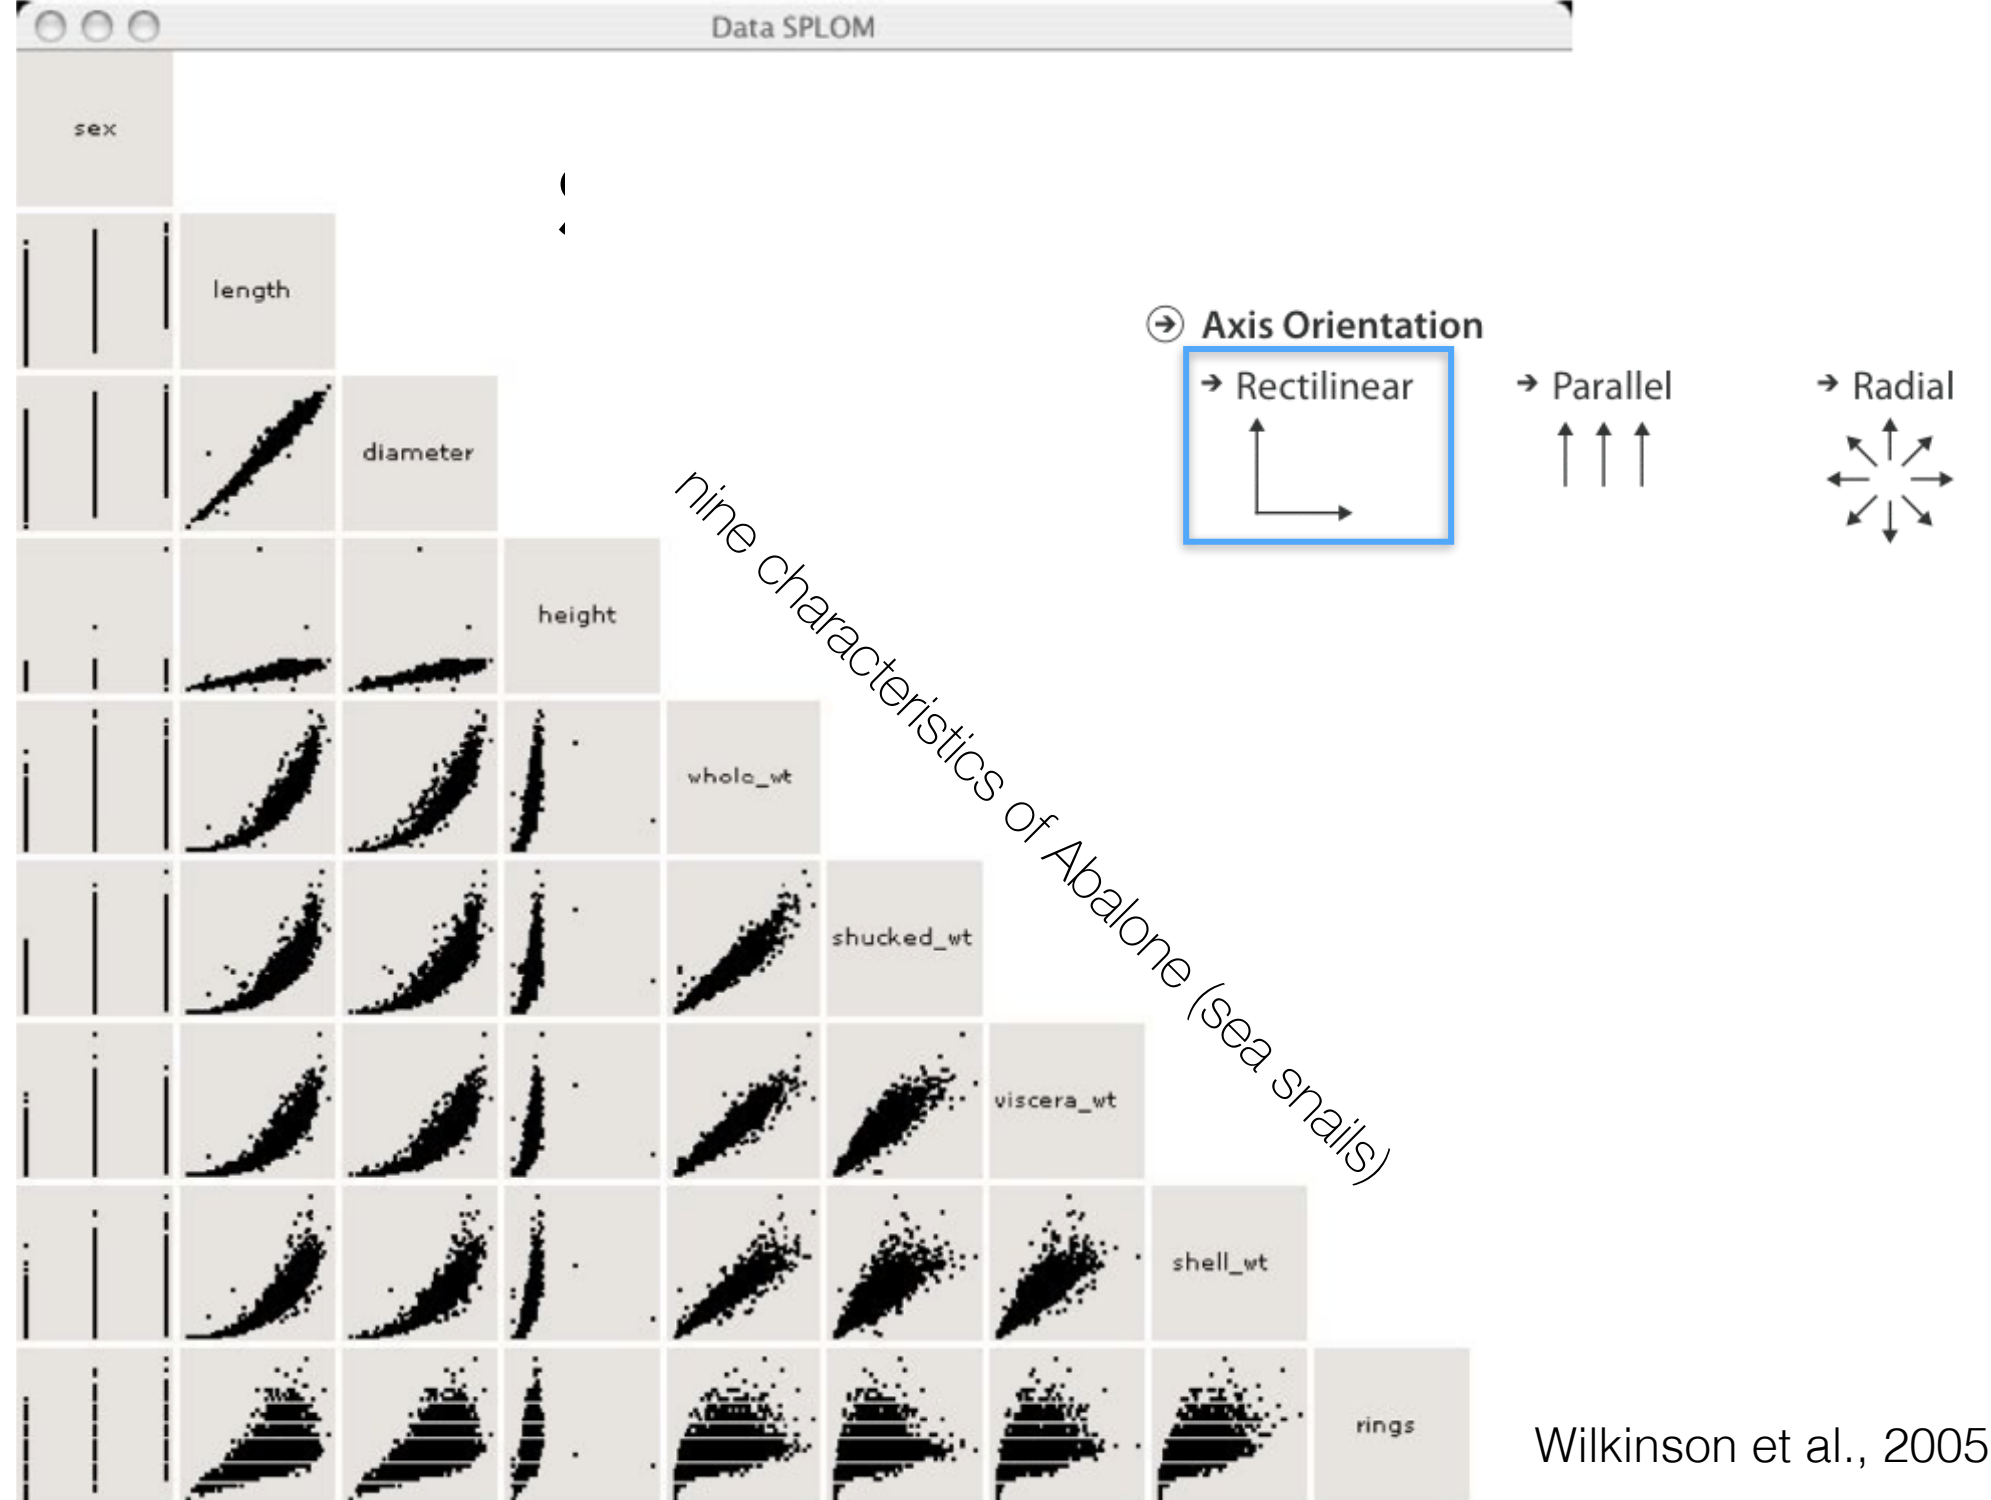 Data SPLOM
sex
length
Axis Orientation
Rectilinear
Parallel
Radial
diameter
nine characteristics of Abalone (sea snails)
height
whole_wt
shucked_wt
viscera_wt
shell_wt
rings
Wilkinson et al., 2005